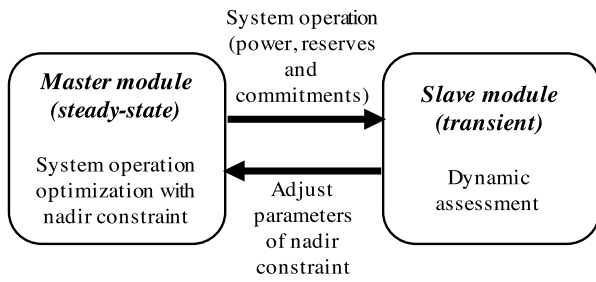 Master module
(steady-state)
System operation
optimization with
nadir constraint
System operation
(power, reserves
and
commitments)
Adjust
parameters
of nadir
constraint
Slave module
(transient)
Dynamic
assessment